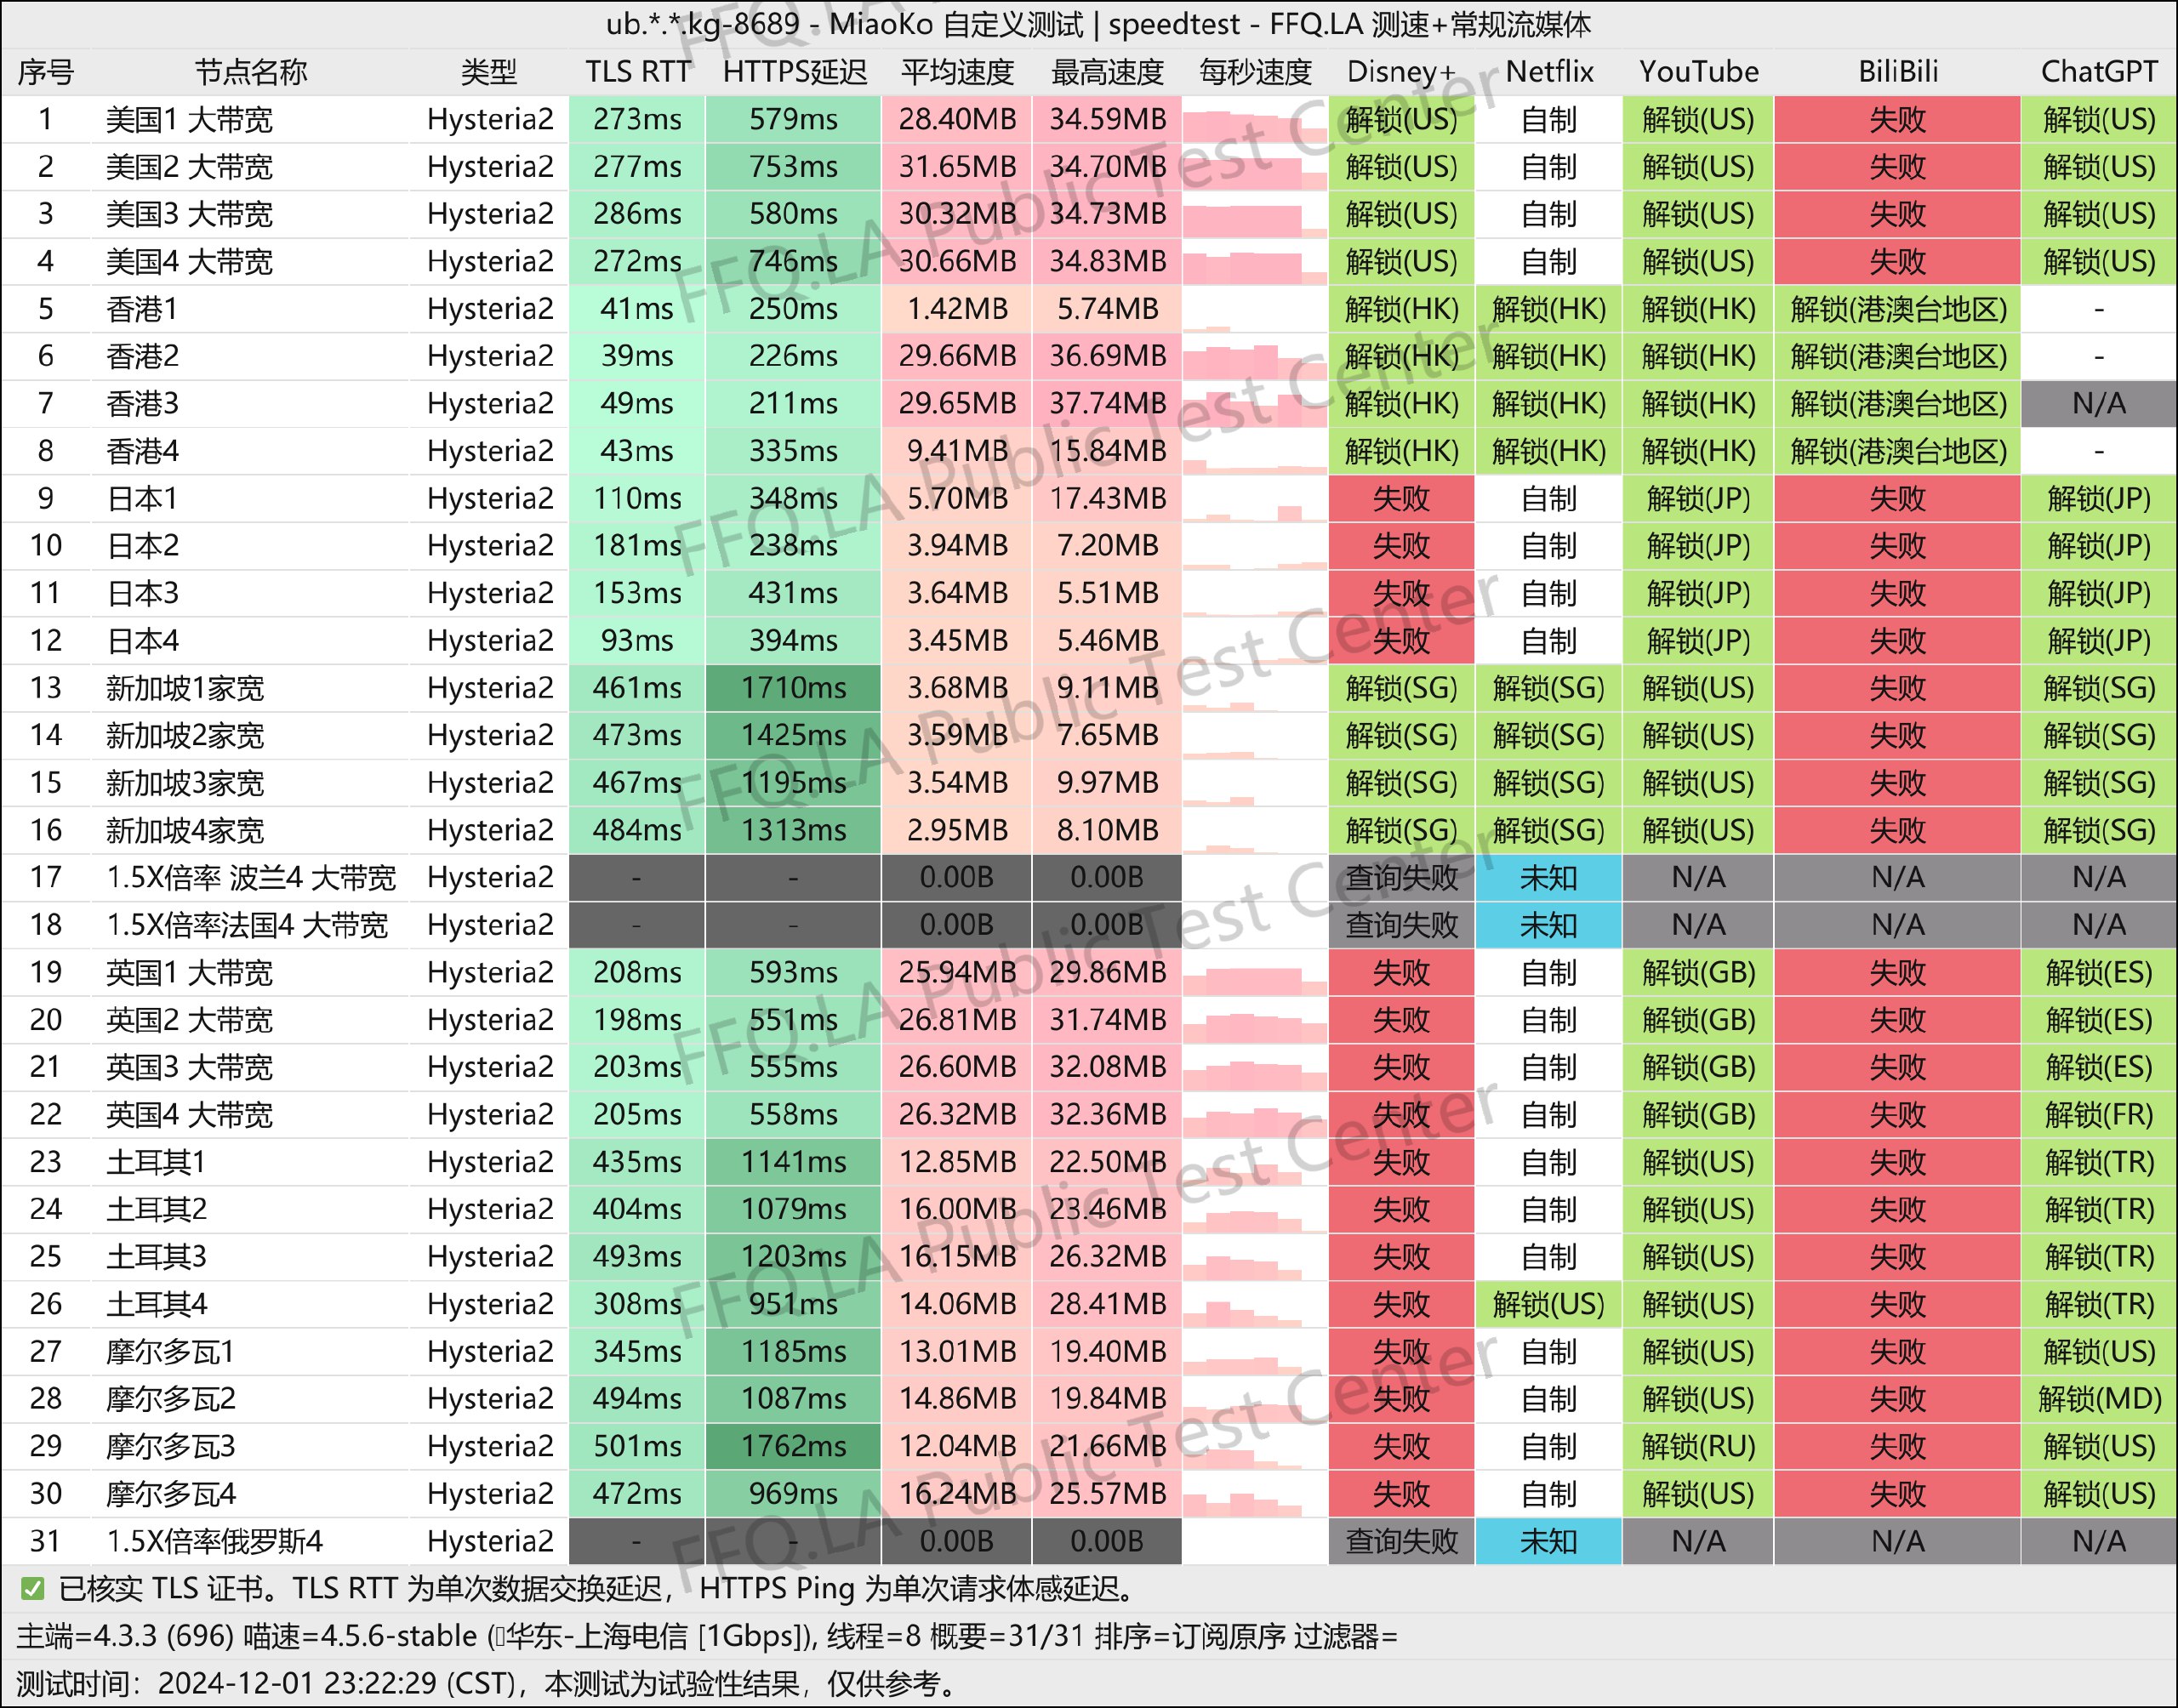 ub.*.*.kg-8689 - MiaoKo 自定义测试 | speedtest - FFQ.LA 测速+常规流媒体
序号 节点名称 类型 TLS RTT HTTPS延迟 平均速度 最高速度 每秒速度 Disney+ Netflix YouTube BiliBili ChatGPT
1 美国1 大带宽 Hysteria2 273ms 579ms 28.40MB 34.59MB 解锁(US) 自制 解锁(US) 失败 解锁(US)
2 美国2 大带宽 Hysteria2 277ms 753ms 31.65MB 34.70MB 解锁(US) 自制 解锁(US) 失败 解锁(US)
3 美国3 大带宽 Hysteria2 286ms 580ms 30.32MB 34.73MB 解锁(US) 自制 解锁(US) 失败 解锁(US)
4 美国4 大带宽 Hysteria2 272ms 746ms 30.66MB 34.83MB 解锁(US) 自制 解锁(US) 失败 解锁(US)
5 香港1 Hysteria2 41ms 250ms 1.42MB 5.74MB 解锁(HK) 解锁(HK) 解锁(HK) 解锁(港澳台地区) -
6 香港2 Hysteria2 39ms 226ms 29.66MB 36.69MB 解锁(HK) 解锁(HK) 解锁(HK) 解锁(港澳台地区) -
7 香港3 Hysteria2 49ms 211ms 29.65MB 37.74MB 解锁(HK) 解锁(HK) 解锁(HK) 解锁(港澳台地区) N/A
8 香港4 Hysteria2 43ms 335ms 9.41MB 15.84MB 解锁(HK) 解锁(HK) 解锁(HK) 解锁(港澳台地区) -
9 日本1 Hysteria2 110ms 348ms 5.70MB 17.43MB 失败 自制 解锁(JP) 失败 解锁(JP)
10 日本2 Hysteria2 181ms 238ms 3.94MB 7.20MB 失败 自制 解锁(JP) 失败 解锁(JP)
11 日本3 Hysteria2 153ms 431ms 3.64MB 5.51MB 失败 自制 解锁(JP) 失败 解锁(JP)
12 日本4 Hysteria2 93ms 394ms 3.45MB 5.46MB 失败 自制 解锁(JP) 失败 解锁(JP)
13 新加坡1家宽 Hysteria2 461ms 1710ms 3.68MB 9.11MB 解锁(SG) 解锁(SG) 解锁(US) 失败 解锁(SG)
14 新加坡2家宽 Hysteria2 473ms 1425ms 3.59MB 7.65MB 解锁(SG) 解锁(SG) 解锁(US) 失败 解锁(SG)
15 新加坡3家宽 Hysteria2 467ms 1195ms 3.54MB 9.97MB 解锁(SG) 解锁(SG) 解锁(US) 失败 解锁(SG)
16 新加坡4家宽 Hysteria2 484ms 1313ms 2.95MB 8.10MB 解锁(SG) 解锁(SG) 解锁(US) 失败 解锁(SG)
17 1.5X倍率 波兰4 大带宽 Hysteria2 - - 0.00B 0.00B 查询失败 未知 N/A N/A N/A
18 1.5X倍率法国4 大带宽 Hysteria2 - - 0.00B 0.00B 查询失败 未知 N/A N/A N/A
19 英国1 大带宽 Hysteria2 208ms 593ms 25.94MB 29.86MB 失败 自制 解锁(GB) 失败 解锁(ES)
20 英国2 大带宽 Hysteria2 198ms 551ms 26.81MB 31.74MB 失败 自制 解锁(GB) 失败 解锁(ES)
21 英国3 大带宽 Hysteria2 203ms 555ms 26.60MB 32.08MB 失败 自制 解锁(GB) 失败 解锁(ES)
22 英国4 大带宽 Hysteria2 205ms 558ms 26.32MB 32.36MB 失败 自制 解锁(GB) 失败 解锁(FR)
23 土耳其1 Hysteria2 435ms 1141ms 12.85MB 22.50MB 失败 自制 解锁(US) 失败 解锁(TR)
24 土耳其2 Hysteria2 404ms 1079ms 16.00MB 23.46MB 失败 自制 解锁(US) 失败 解锁(TR)
25 土耳其3 Hysteria2 493ms 1203ms 16.15MB 26.32MB 失败 自制 解锁(US) 失败 解锁(TR)
26 土耳其4 Hysteria2 308ms 951ms 14.06MB 28.41MB 失败 解锁(US) 解锁(US) 失败 解锁(TR)
27 摩尔多瓦1 Hysteria2 345ms 1185ms 13.01MB 19.40MB 失败 自制 解锁(US) 失败 解锁(US)
28 摩尔多瓦2 Hysteria2 494ms 1087ms 14.86MB 19.84MB 失败 自制 解锁(US) 失败 解锁(MD)
29 摩尔多瓦3 Hysteria2 501ms 1762ms 12.04MB 21.66MB 失败 自制 解锁(RU) 失败 解锁(US)
30 摩尔多瓦4 Hysteria2 472ms 969ms 16.24MB 25.57MB 失败 自制 解锁(US) 失败 解锁(US)
31 1.5X倍率俄罗斯4 Hysteria2 - - 0.00B 0.00B 查询失败 未知 N/A N/A N/A
✅ 已核实 TLS 证书。TLS RTT 为单次数据交换延迟， HTTPS Ping 为单次请求体感延迟。
主端=4.3.3 (696) 喵速=4.5.6-stable (▯华东-上海电信 [1Gbps]), 线程=8 概要=31/31 排序=订阅原序 过滤器=
测试时间：2024-12-01 23:22:29 (CST)，本测试为试验性结果，仅供参考。
FFQ.LA Public Test Center
FFQ.LA Public Test Center
FFQ.LA Public Test Center
FFQ.LA Public Test Center
FFQ.LA Public Test Center
FFQ.LA Public Test Center